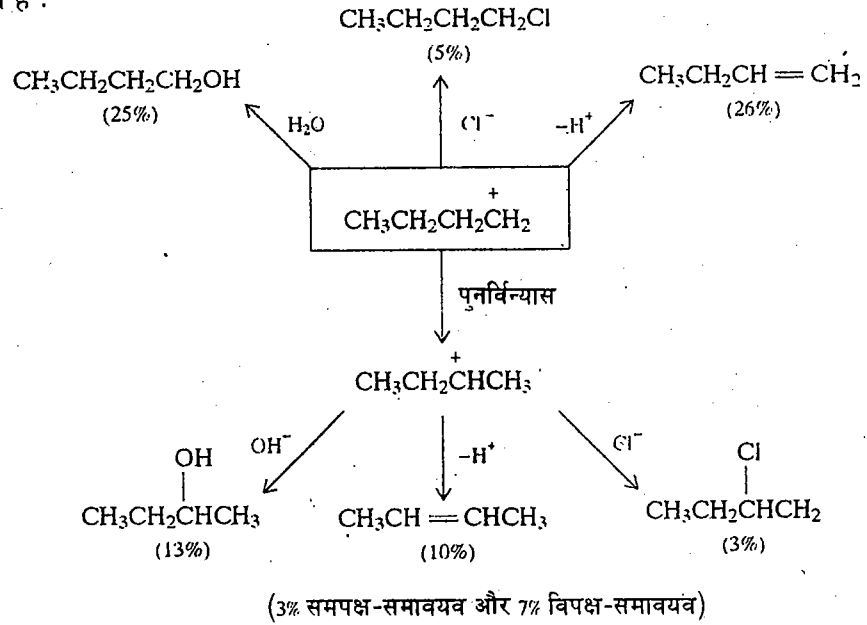 है :
CH₃CH₂CH₂CH₂Cl
(5%)
CH₃CH₂CH₂CH₂OH
(25%)
CH₃CH₂CH = CH₂
(26%)
H₂O
Cl⁻
–H⁺
+
CH₃CH₂CH₂CH₂
पुनर्विन्यास
+
CH₃CH₂CHCH₃
OH⁻
–H⁺
Cl⁻
OH
CH₃CH₂CHCH₃
(13%)
CH₃CH = CHCH₃
(10%)
Cl
CH₃CH₂CHCH₂
(3%)
(3% समपक्ष-समावयव और 7% विपक्ष-समावयव)